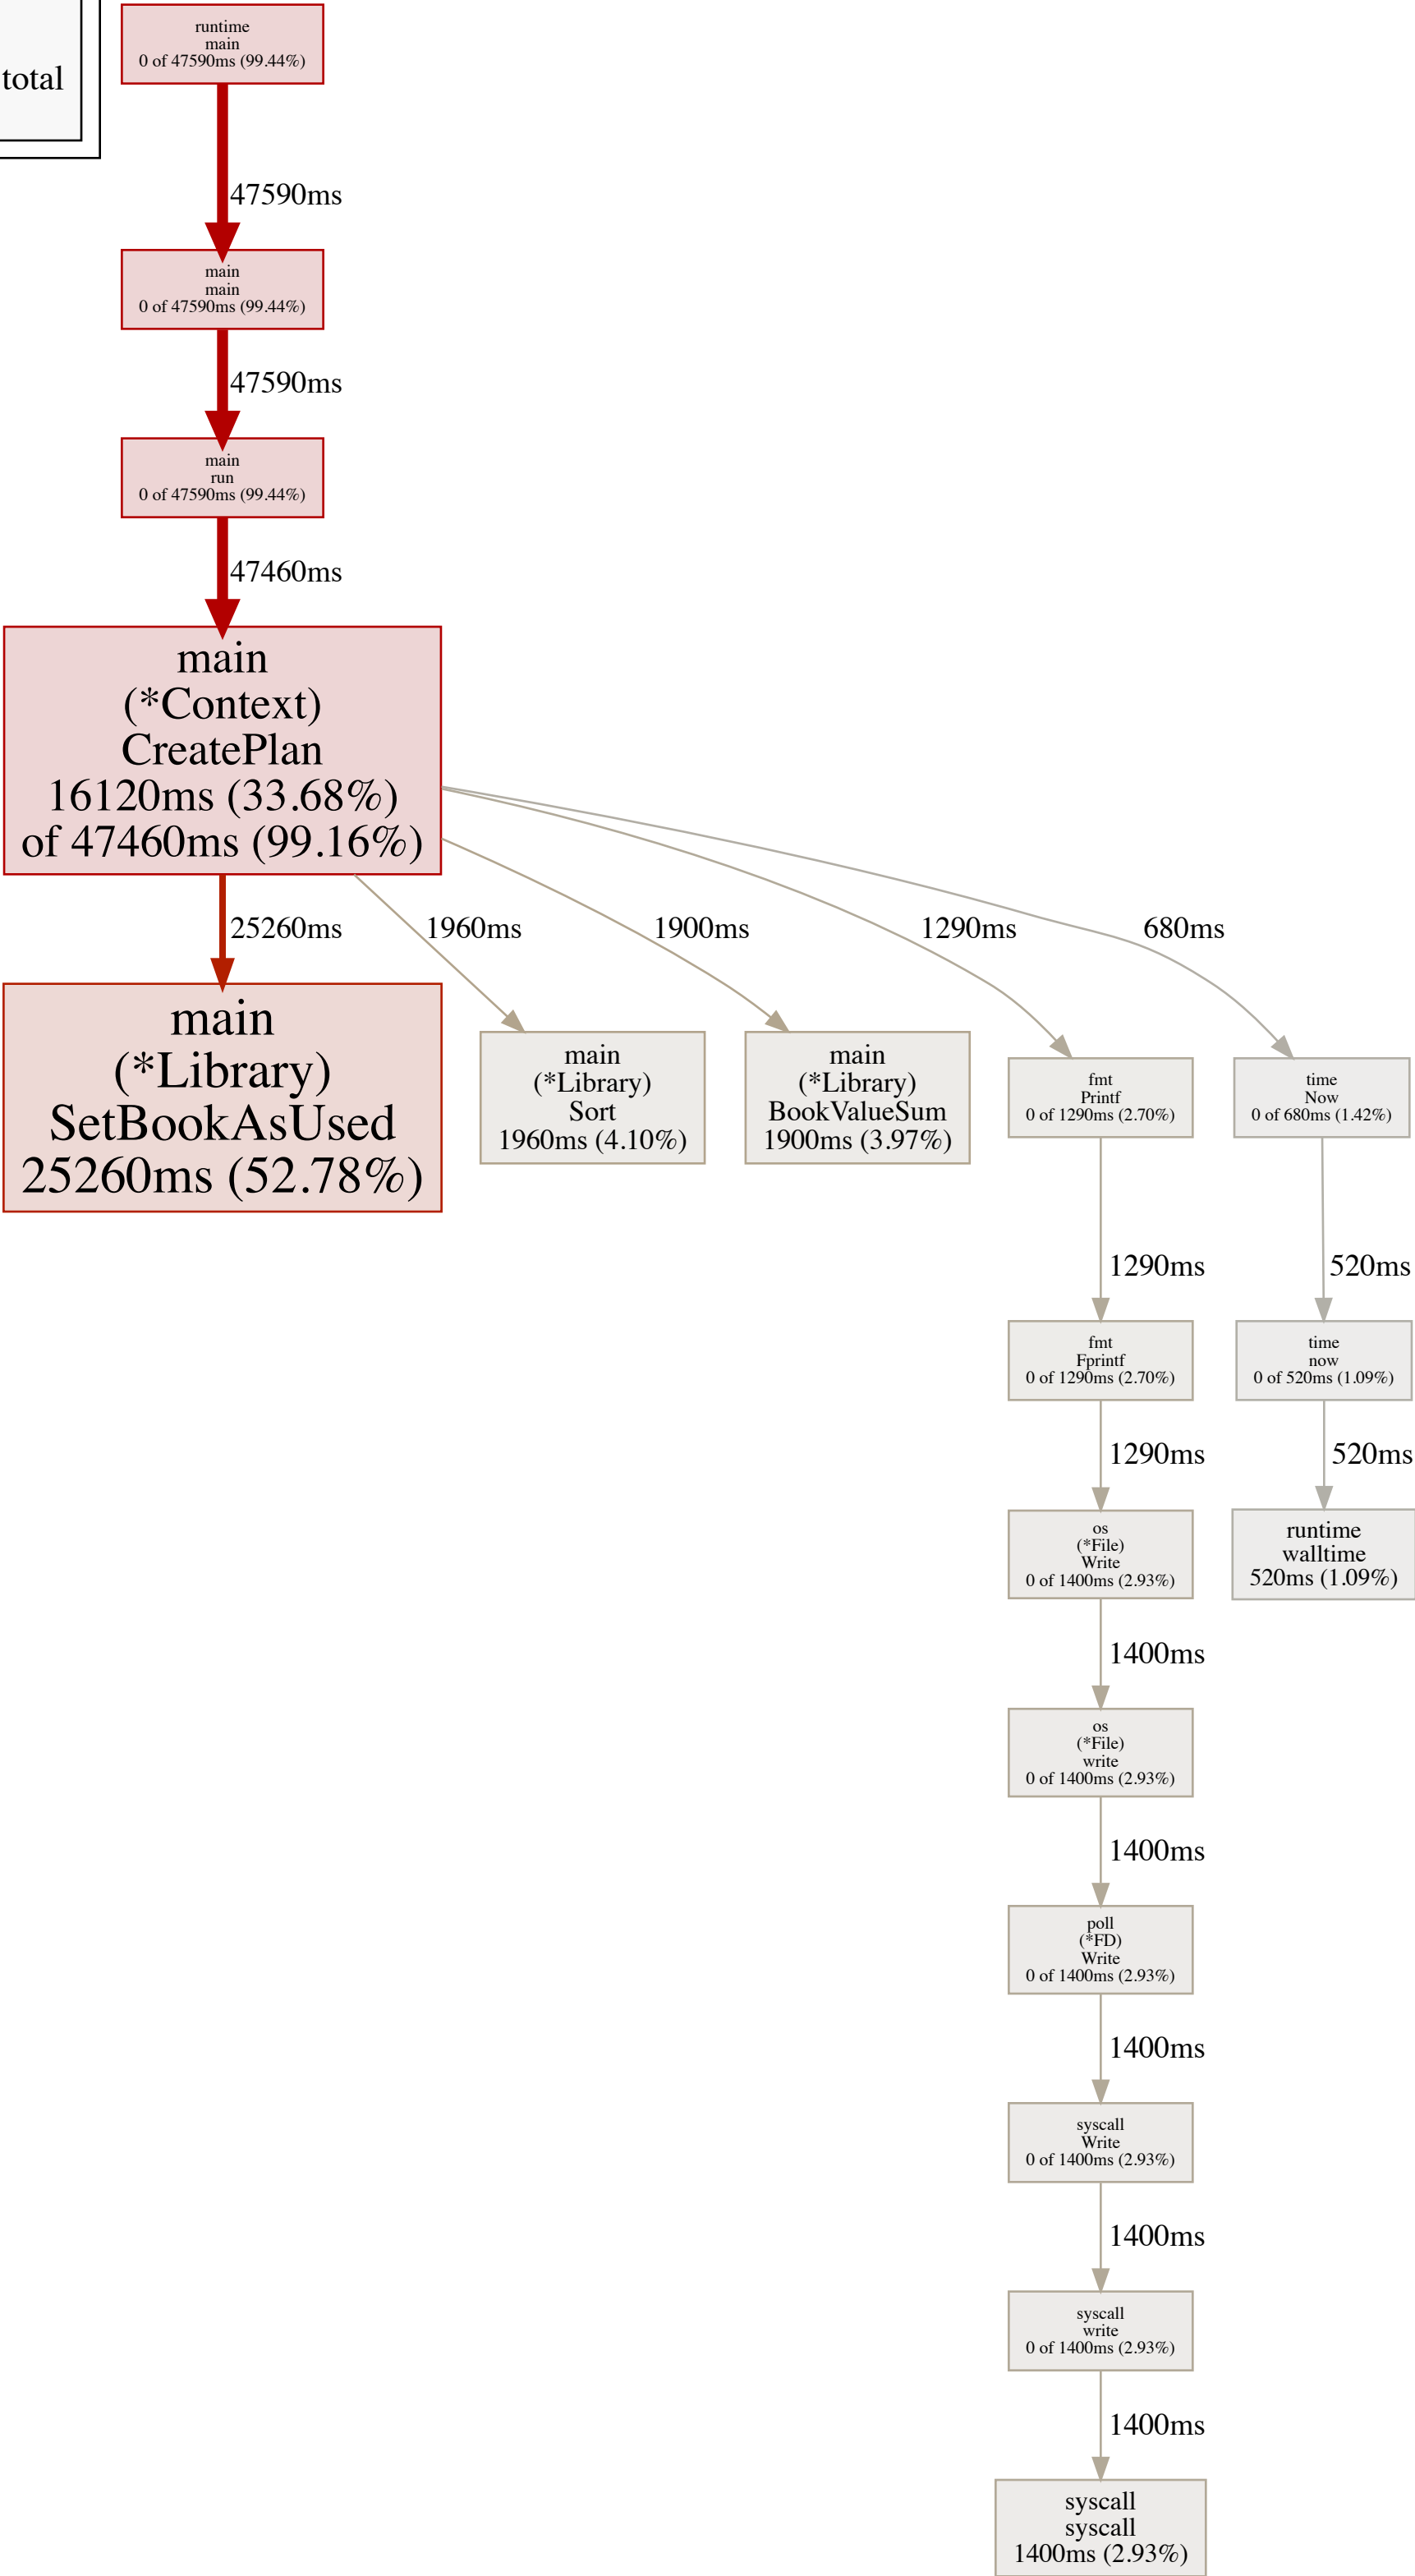 total
runtime
main
0 of 47590ms (99.44%)
47590ms
main
main
0 of 47590ms (99.44%)
47590ms
main
run
0 of 47590ms (99.44%)
47460ms
main
(*Context)
CreatePlan
16120ms (33.68%)
of 47460ms (99.16%)
25260ms
1960ms
1900ms
1290ms
680ms
main
(*Library)
SetBookAsUsed
25260ms (52.78%)
main
(*Library)
Sort
1960ms (4.10%)
main
(*Library)
BookValueSum
1900ms (3.97%)
fmt
Printf
0 of 1290ms (2.70%)
time
Now
0 of 680ms (1.42%)
1290ms
520ms
fmt
Fprintf
0 of 1290ms (2.70%)
time
now
0 of 520ms (1.09%)
1290ms
520ms
os
(*File)
Write
0 of 1400ms (2.93%)
runtime
walltime
520ms (1.09%)
1400ms
os
(*File)
write
0 of 1400ms (2.93%)
1400ms
poll
(*FD)
Write
0 of 1400ms (2.93%)
1400ms
syscall
Write
0 of 1400ms (2.93%)
1400ms
syscall
write
0 of 1400ms (2.93%)
1400ms
syscall
syscall
1400ms (2.93%)